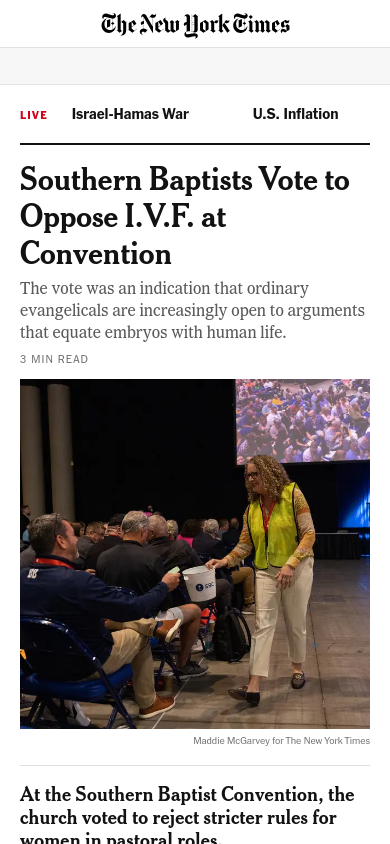 The New York Times
LIVE
Israel-Hamas War
U.S. Inflation
Southern Baptists Vote to
Oppose I.V.F. at
Convention
The vote was an indication that ordinary
evangelicals are increasingly open to arguments
that equate embryos with human life.
3 MIN READ
SBC
Maddie McGarvey for The New York Times
At the Southern Baptist Convention, the
church voted to reject stricter rules for
women in pastoral roles.